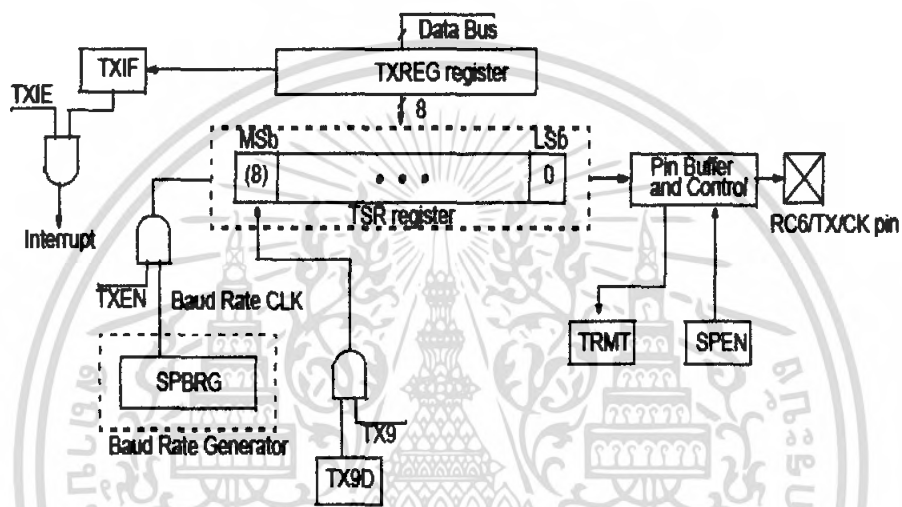 Data Bus
TXIF
TXREG register
TXIE
8
MSb
LSb
(8)
0
Pin Buffer
and Control
TSR register
RC6/TX/CK pin
Interrupt
TXEN
Baud Rate CLK
TRMT
SPEN
SPBRG
TX9
Baud Rate Generator
TX9D